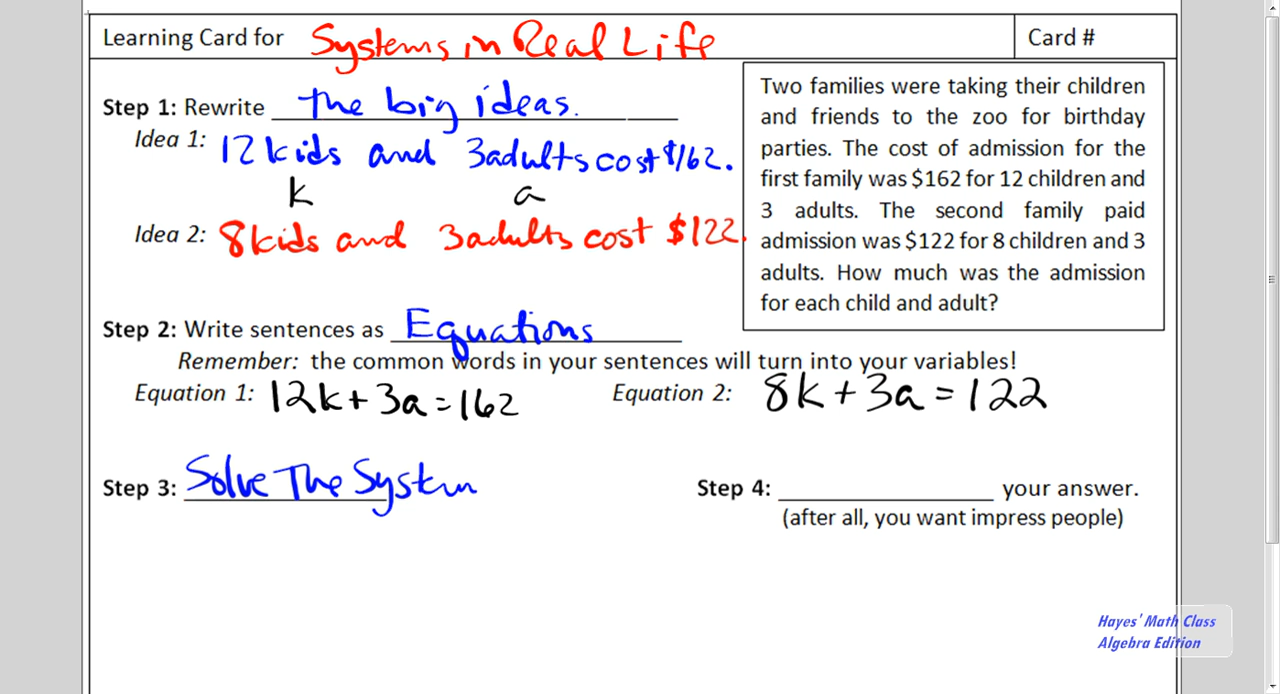 Learning Card for Systems in Real Life
Card #
Step 1: Rewrite the big ideas.
Idea 1: 12 kids and 3 adults cost $162.
k a
Idea 2: 8 kids and 3 adults cost $122.
Two families were taking their children
and friends to the zoo for birthday
parties. The cost of admission for the
first family was $162 for 12 children and
3 adults. The second family paid
admission was $122 for 8 children and 3
adults. How much was the admission
for each child and adult?
Step 2: Write sentences as Equations
Remember: the common words in your sentences will turn into your variables!
Equation 1: 12k + 3a = 162 Equation 2: 8k + 3a = 122
Step 3: Solve The System
Step 4: ____________________ your answer.
(after all, you want impress people)
Hayes' Math Class
Algebra Edition